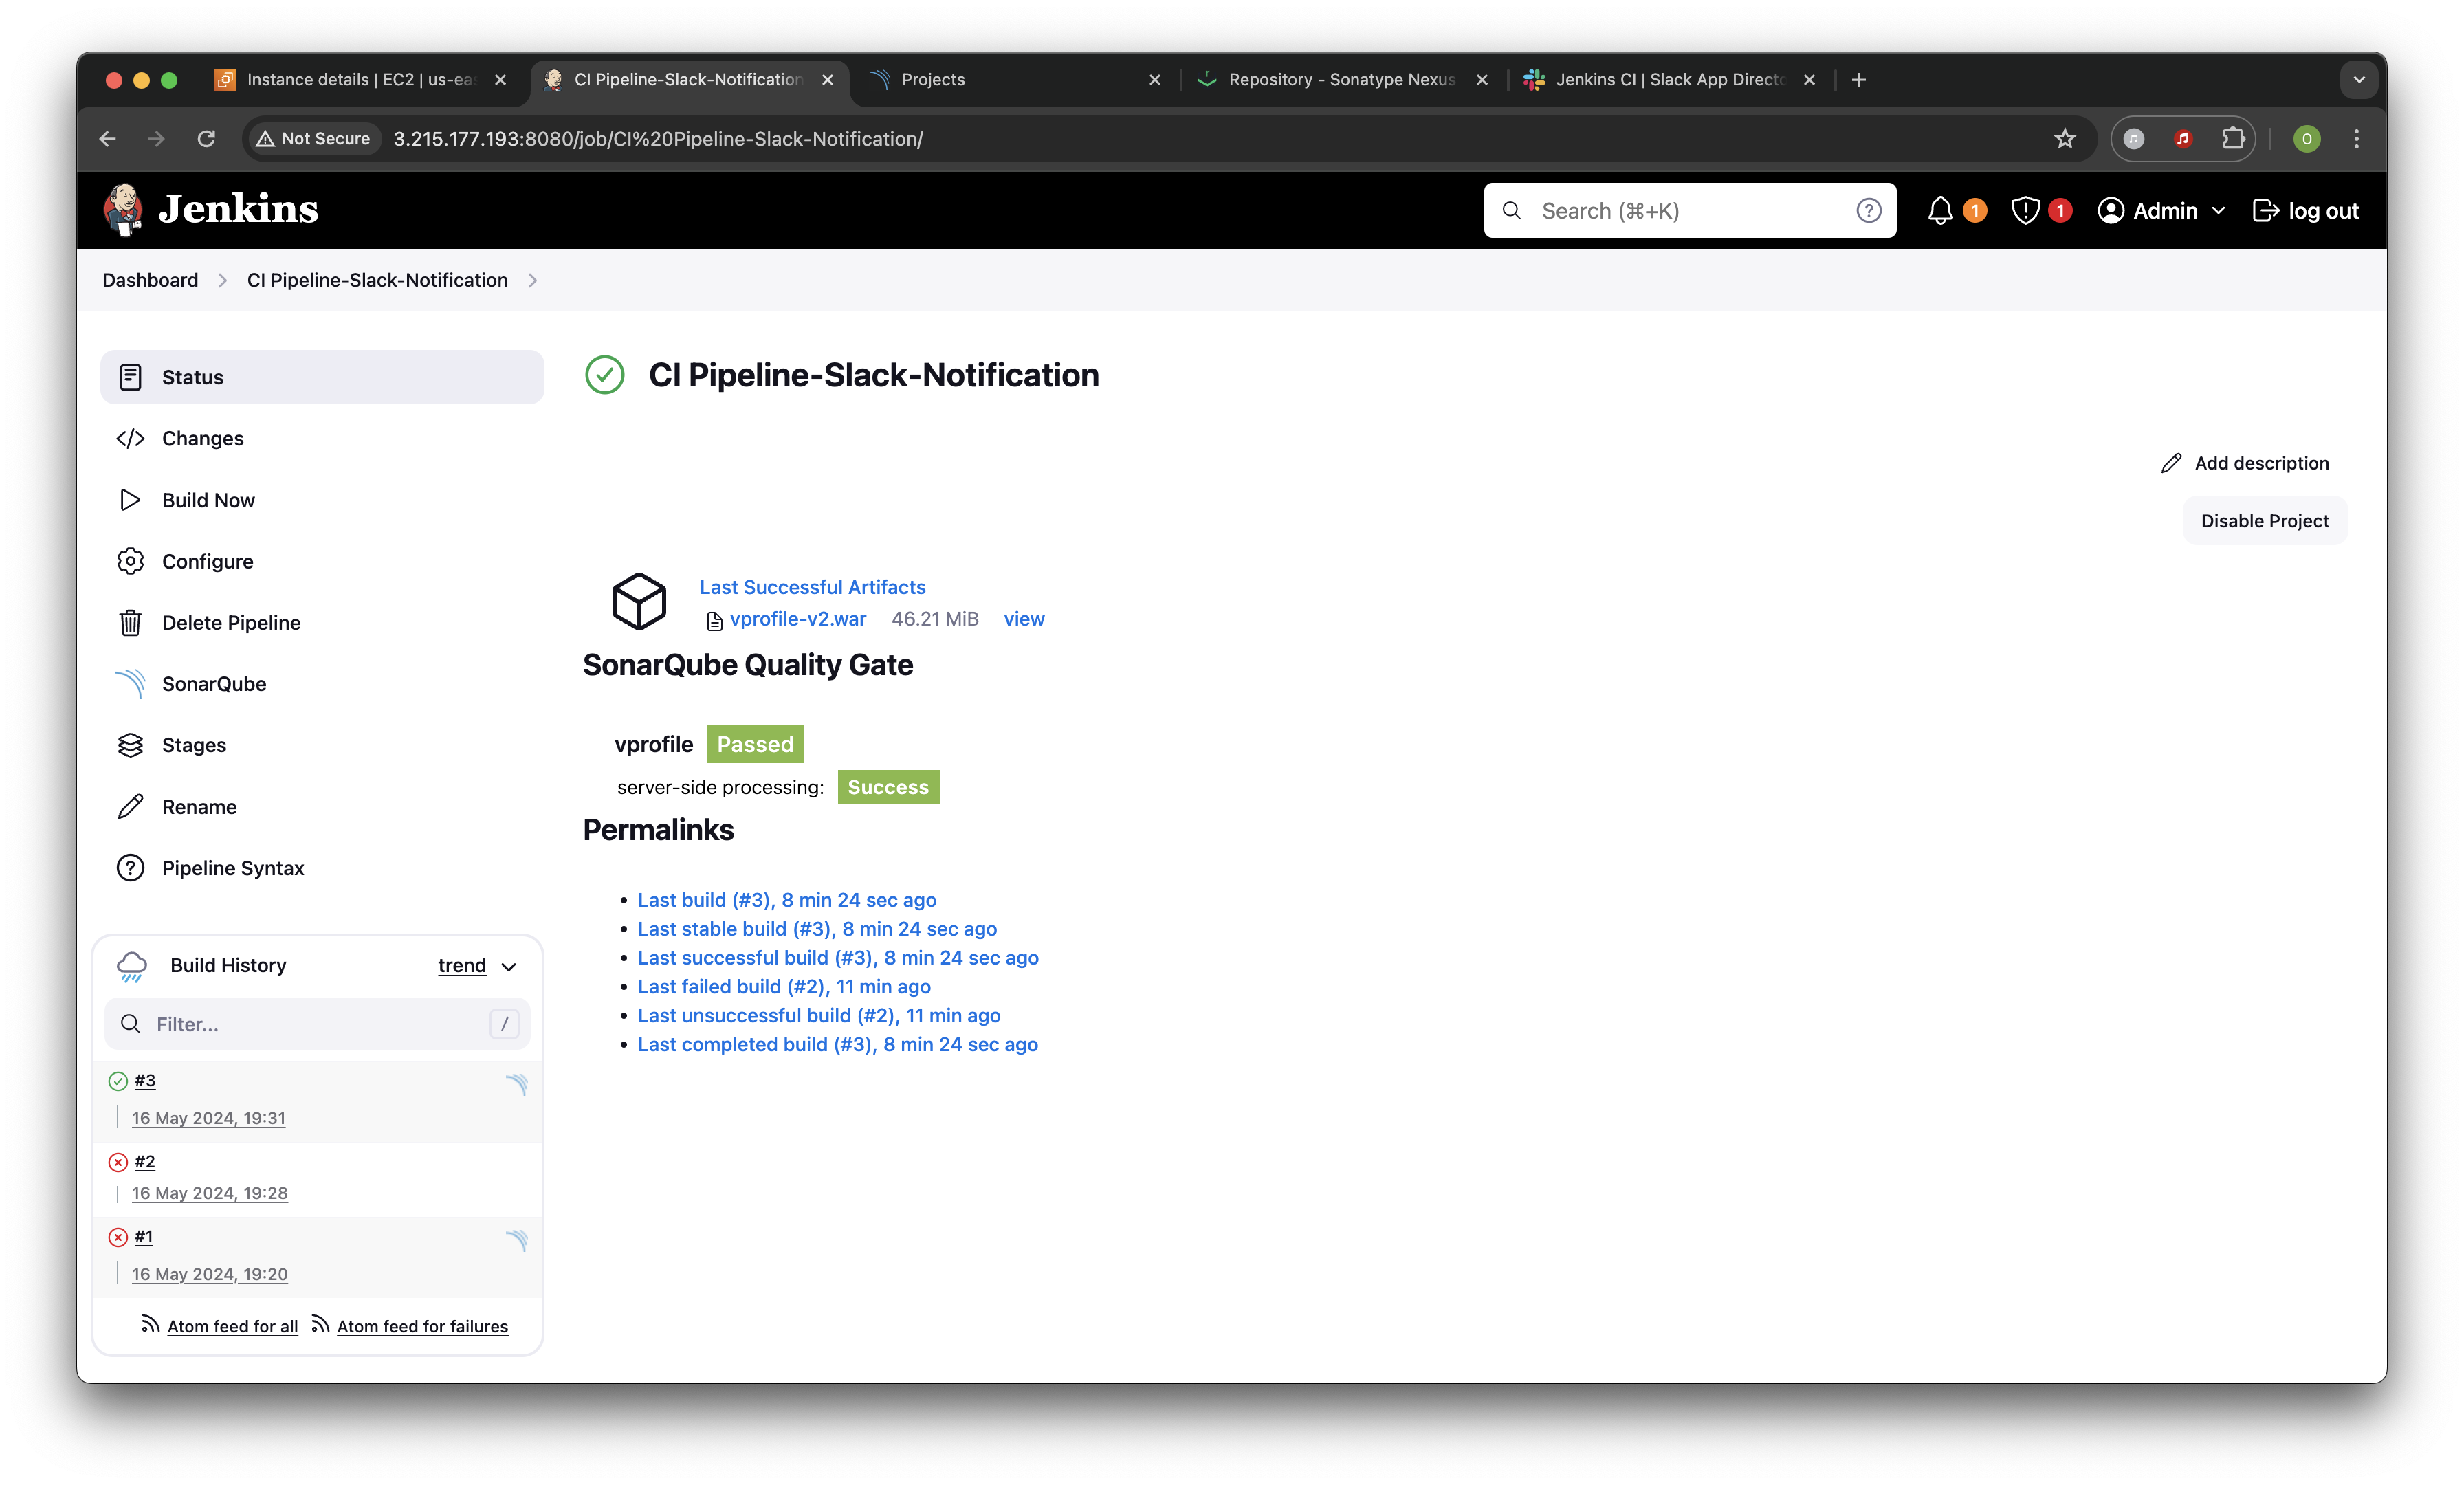 Instance details | EC2 | us-eas
CI Pipeline-Slack-Notification
Projects
Repository - Sonatype Nexus
Jenkins CI | Slack App Directo
Not Secure
3.215.177.193:8080/job/CI%20Pipeline-Slack-Notification/
O
Jenkins
Search (⌘+K)
?
1
1
Admin
log out
Dashboard
CI Pipeline-Slack-Notification
Status
Changes
Build Now
Configure
Delete Pipeline
SonarQube
Stages
Rename
Pipeline Syntax
Build History
trend
Filter...
/
#3
16 May 2024, 19:31
#2
16 May 2024, 19:28
#1
16 May 2024, 19:20
Atom feed for all
Atom feed for failures
CI Pipeline-Slack-Notification
Add description
Disable Project
Last Successful Artifacts
vprofile-v2.war 46.21 MiB view
SonarQube Quality Gate
vprofile Passed
server-side processing: Success
Permalinks
• Last build (#3), 8 min 24 sec ago
• Last stable build (#3), 8 min 24 sec ago
• Last successful build (#3), 8 min 24 sec ago
• Last failed build (#2), 11 min ago
• Last unsuccessful build (#2), 11 min ago
• Last completed build (#3), 8 min 24 sec ago